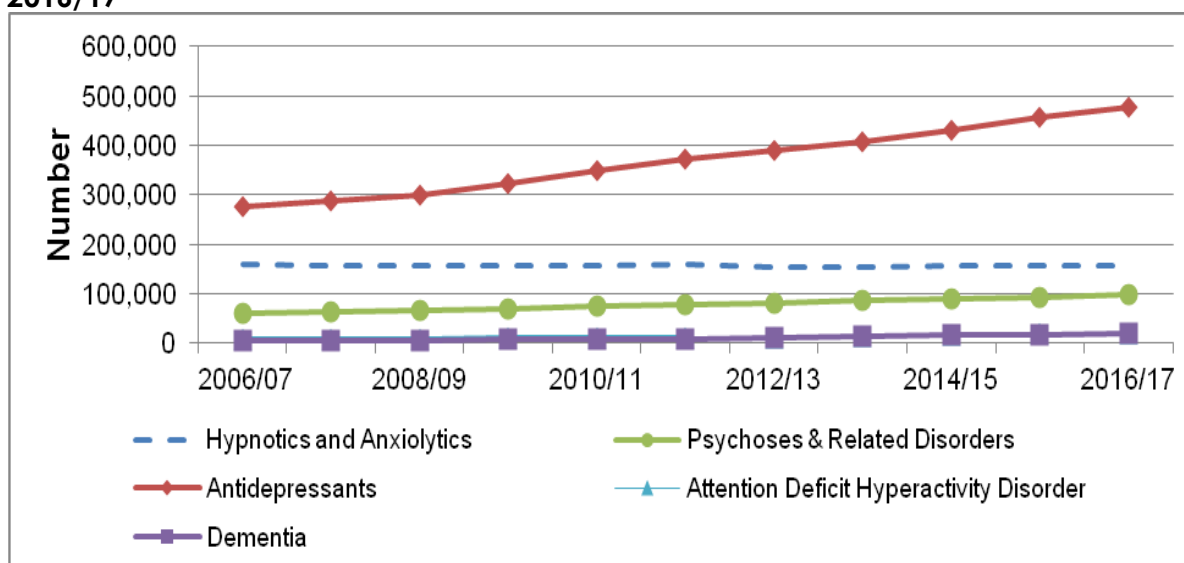 2016/17
600,000
500,000
400,000
300,000
200,000
100,000
0
Number
2006/07 2008/09 2010/11 2012/13 2014/15 2016/17
Hypnotics and Anxiolytics Psychoses & Related Disorders
Antidepressants Attention Deficit Hyperactivity Disorder
Dementia